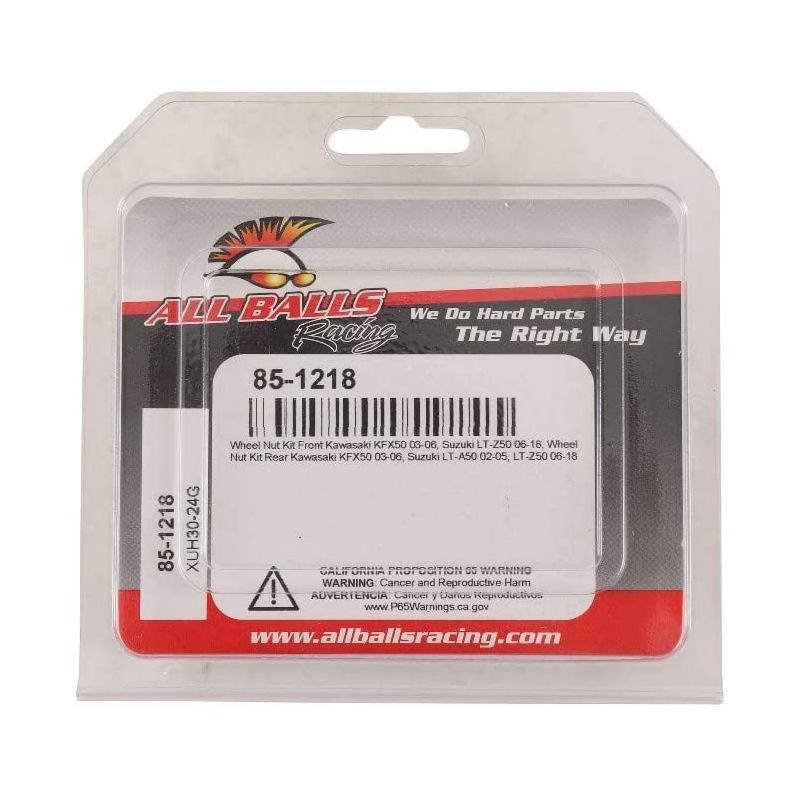 ALL BALLS
Racing
We Do Hard Parts
The Right Way
85-1218
Wheel Nut Kit Front Kawasaki KFX50 03-06, Suzuki LT-Z50 06-18, Wheel
Nut Kit Rear Kawasaki KFX50 03-06, Suzuki LT-A50 02-05, LT-Z50 06-18
85-1218
XUH30-24G
CALIFORNIA PROPOSITION 65 WARNING
WARNING: Cancer and Reproductive Harm
ADVERTENCIA: Cancer y Daños Reproductivos
www.P65Warnings.ca.gov
www.allballsracing.com